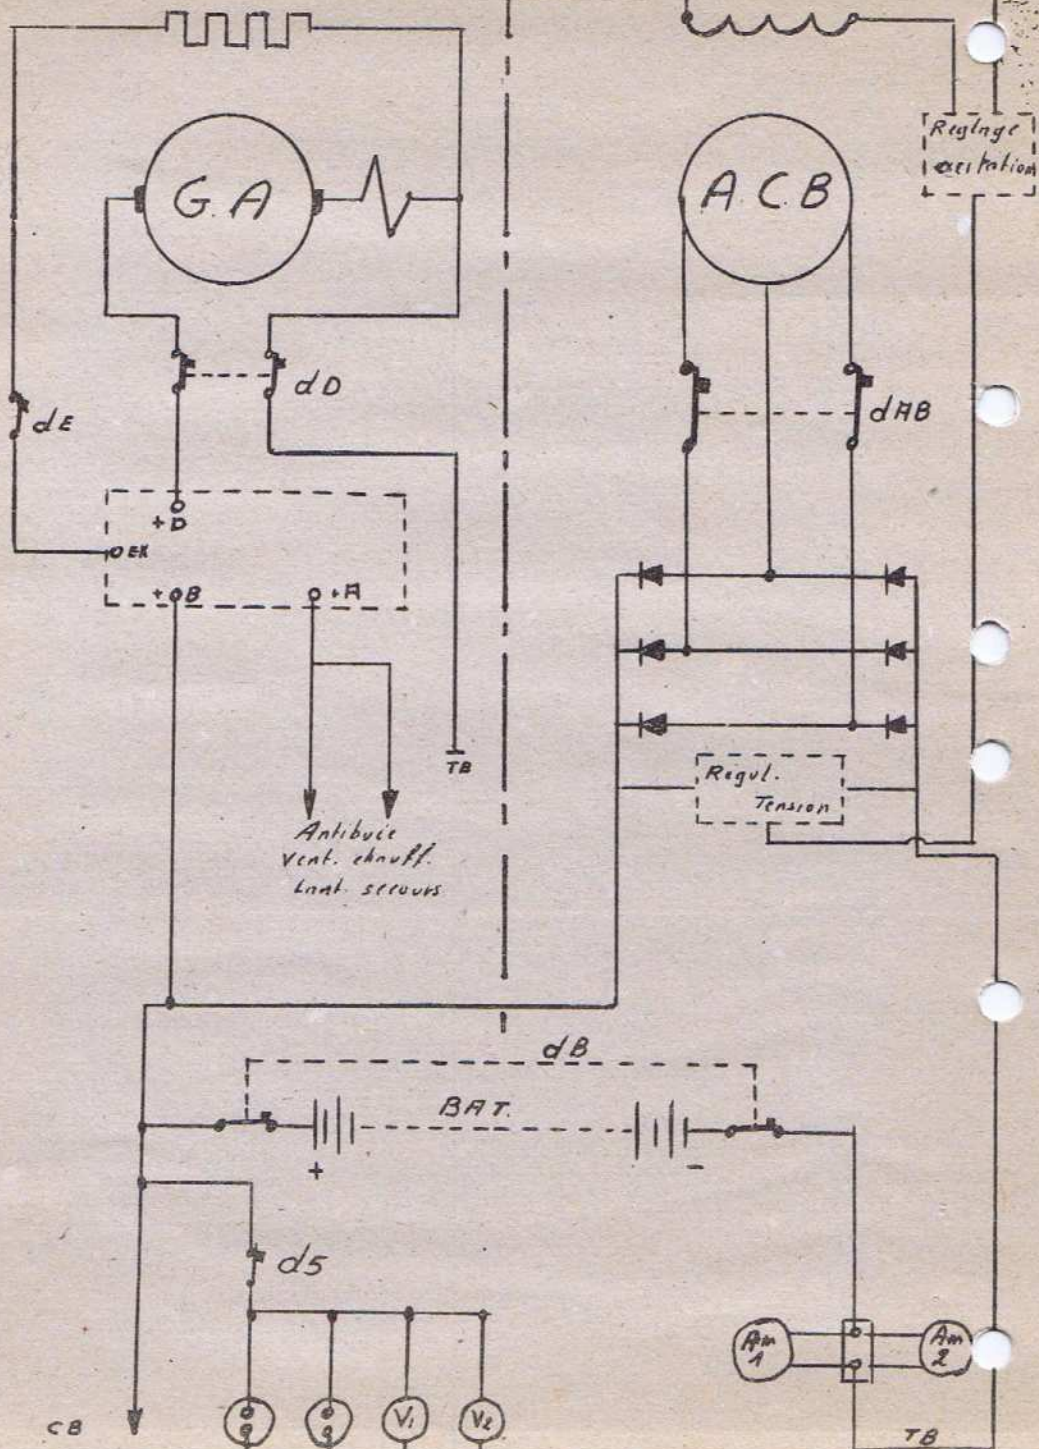 G.A
A.C.B
Reglage
excitation
dD
dE
dAB
+D
EX
+B
+A
TB
Regul.
Tension
Antibuée
Vent. chauff.
Lant. secours
dB
BAT.
+
-
d5
Am
1
Am
2
CB
V1
V2
TB